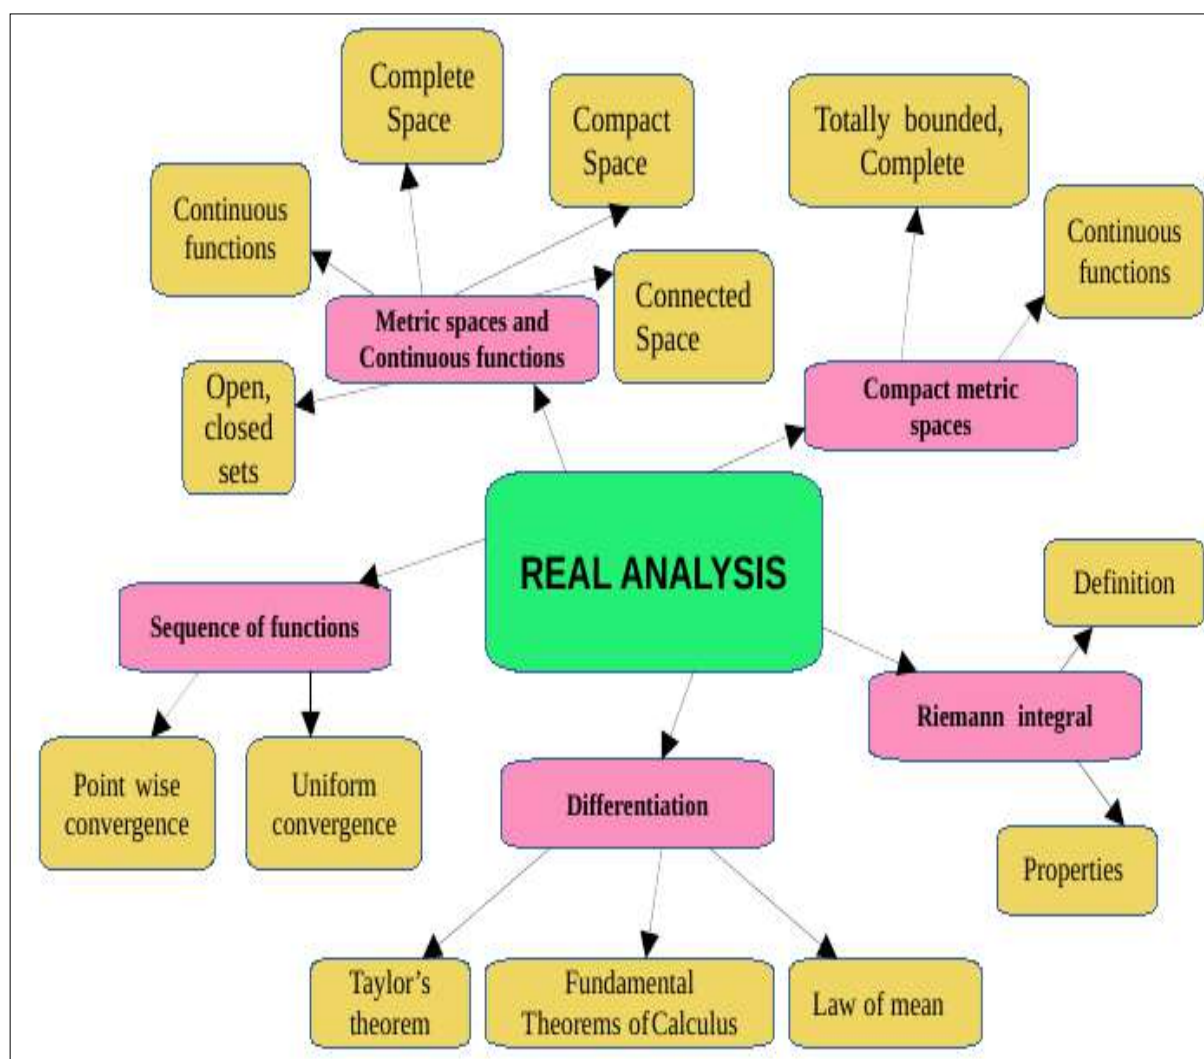 Complete
Space
Compact
Space
Totally bounded,
Complete
Continuous
functions
Continuous
functions
Connected
Space
Metric spaces and
Continuous functions
Open,
closed
sets
Compact metric
spaces
REAL ANALYSIS
Sequence of functions
Definition
Riemann integral
Point wise
convergence
Uniform
convergence
Differentiation
Properties
Taylor's
theorem
Fundamental
Theorems of Calculus
Law of mean